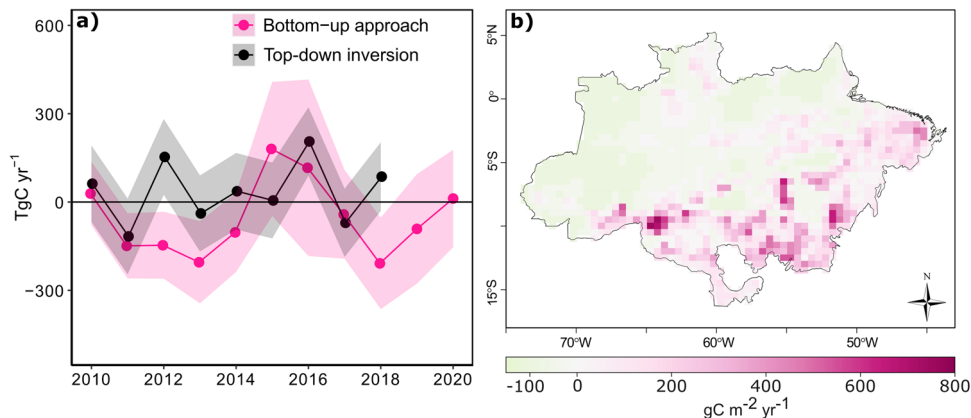 a)
Bottom−up approach
Top−down inversion
TgC yr⁻¹
600
300
0
−300
2010 2012 2014 2016 2018 2020
b)
5°N
0°
5°S
15°S
70°W 60°W 50°W
N
-100 0 200 400 600 800
gC m⁻² yr⁻¹